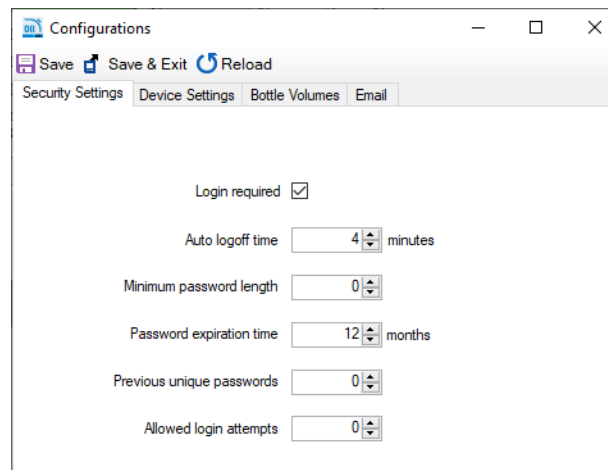 Configurations
Save Save & Exit Reload
Security Settings Device Settings Bottle Volumes Email
Login required
Auto logoff time 4 minutes
Minimum password length 0
Password expiration time 12 months
Previous unique passwords 0
Allowed login attempts 0